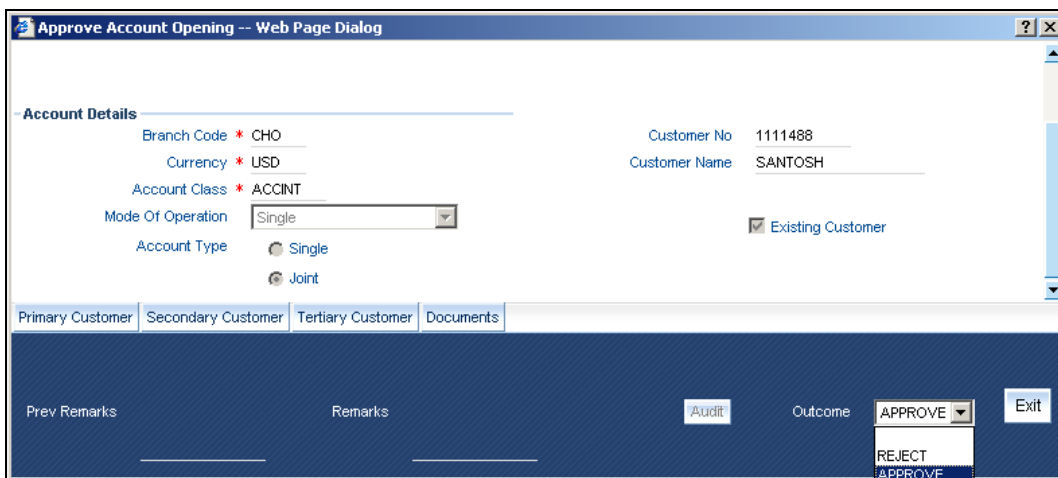 Approve Account Opening -- Web Page Dialog
Account Details
Branch Code * CHO
Customer No 1111488
Currency * USD
Customer Name SANTOSH
Account Class * ACCINT
Mode Of Operation Single
Existing Customer
Account Type Single
Joint
Primary Customer Secondary Customer Tertiary Customer Documents
Prev Remarks Remarks Audit Outcome APPROVE Exit
REJECT
APPROVE